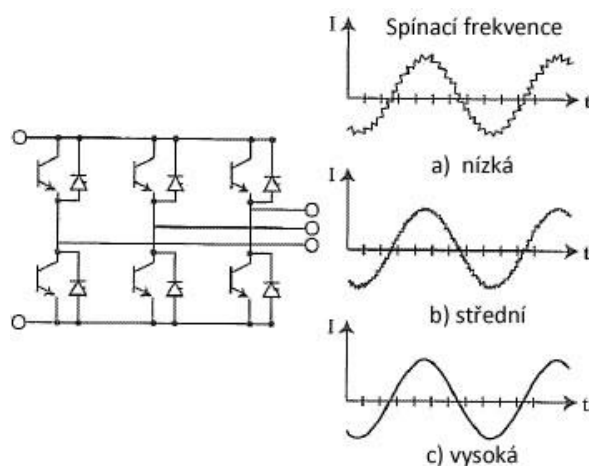 Spínací frekvence
I
t
a) nízká
I
t
b) střední
I
t
c) vysoká